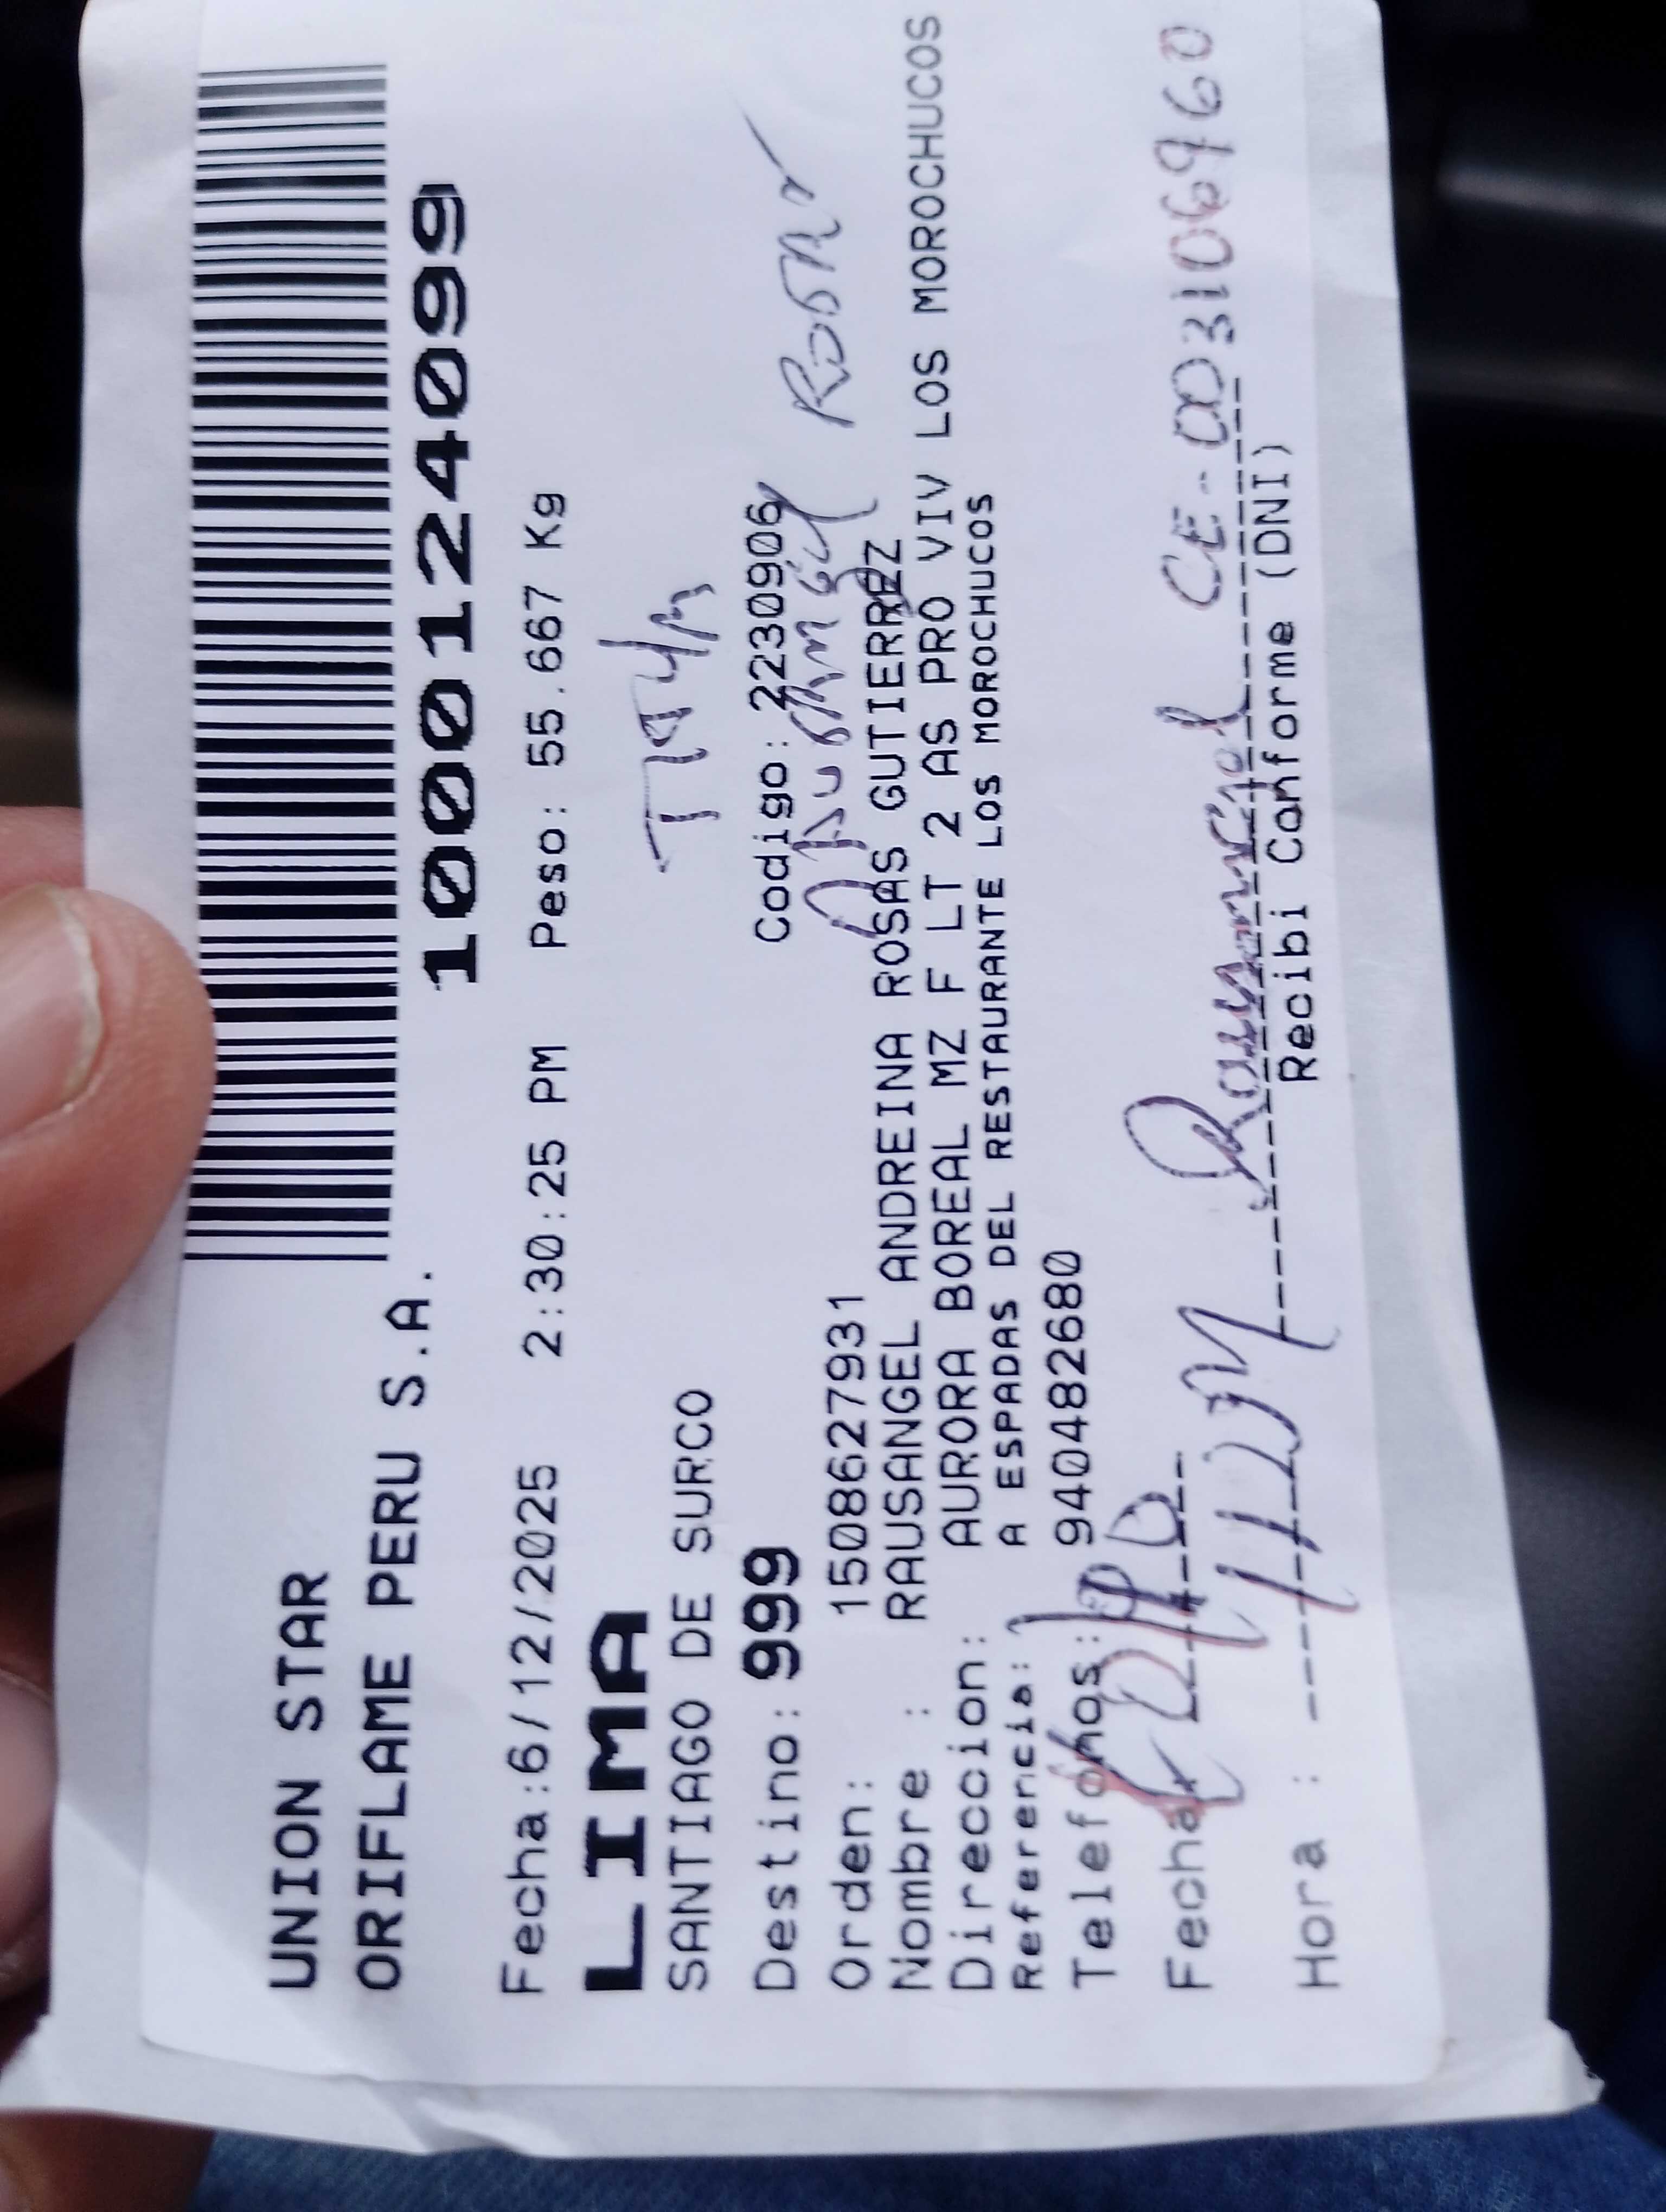 UNION STAR
ORIFLAME PERU S.A.
1000124099
Fecha:6/12/2025 2:30:25 PM Peso: 55.667 Kg
LIMA
SANTIAGO DE SURCO
Destino: 999 Codigo: 2230906
Orden: 1508627931
Nombre : RAUSANGEL ANDREINA ROSAS GUTIERREZ
Direccion: AURORA BOREAL MZ F LT 2 AS PRO VIV LOS MOROCHUCOS
Referencia: A ESPADAS DEL RESTAURANTE LOS MOROCHUCOS
Telefonos: 940482680
Fecha
CE-003106960
Hora :
Recibi Conforme (DNI)